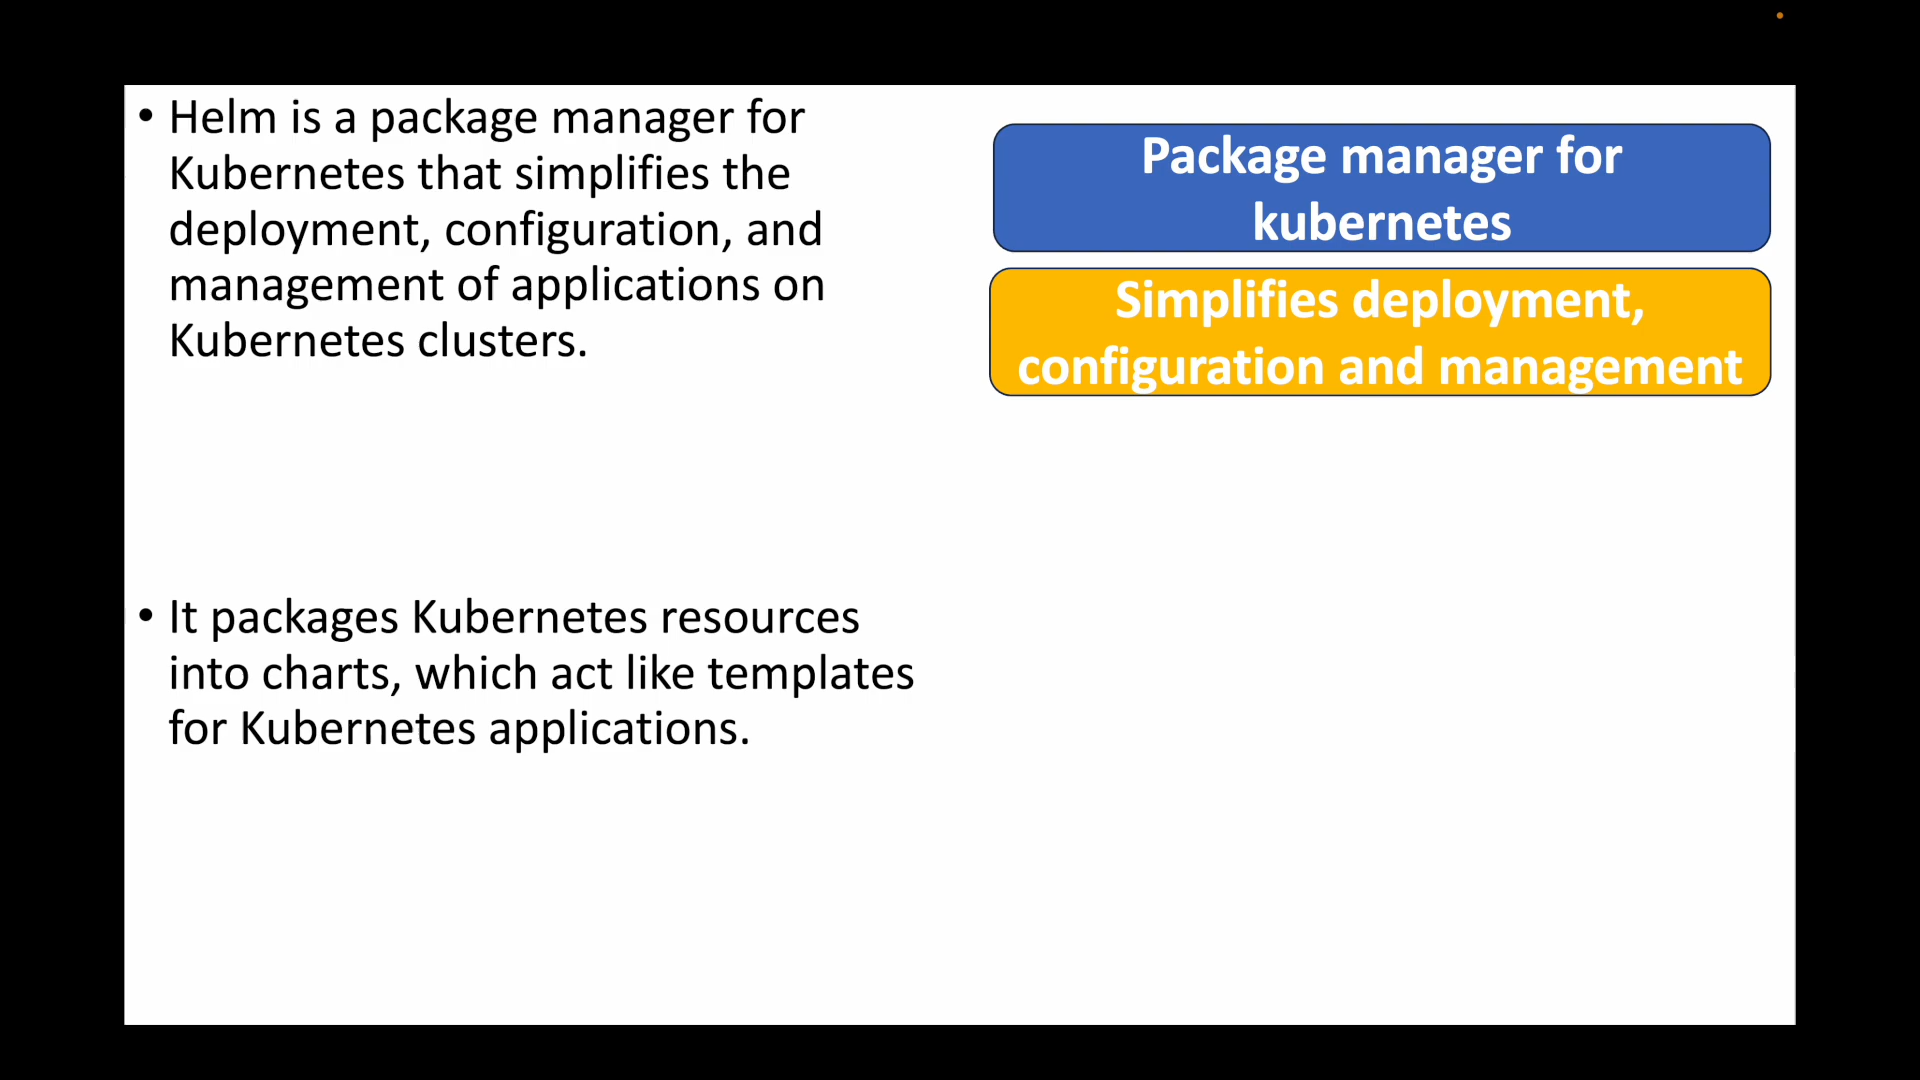 • Helm is a package manager for
Kubernetes that simplifies the
deployment, configuration, and
management of applications on
Kubernetes clusters.
• It packages Kubernetes resources
into charts, which act like templates
for Kubernetes applications.
Package manager for
kubernetes
Simplifies deployment,
configuration and management